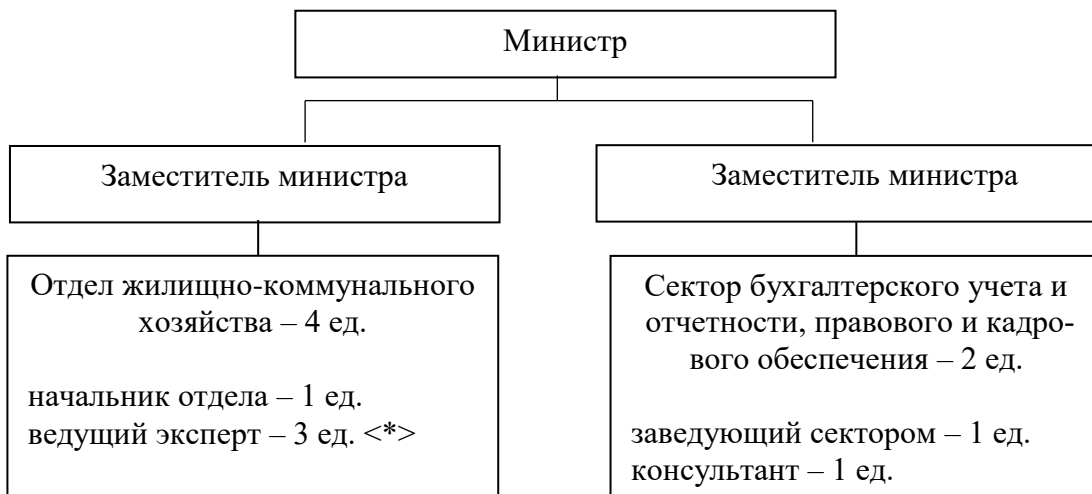 Министр
Заместитель министра
Заместитель министра
Отдел жилищно-коммунального
хозяйства – 4 ед.
начальник отдела – 1 ед.
ведущий эксперт – 3 ед. <*>
Сектор бухгалтерского учета и
отчетности, правового и кадро-
вого обеспечения – 2 ед.
заведующий сектором – 1 ед.
консультант – 1 ед.